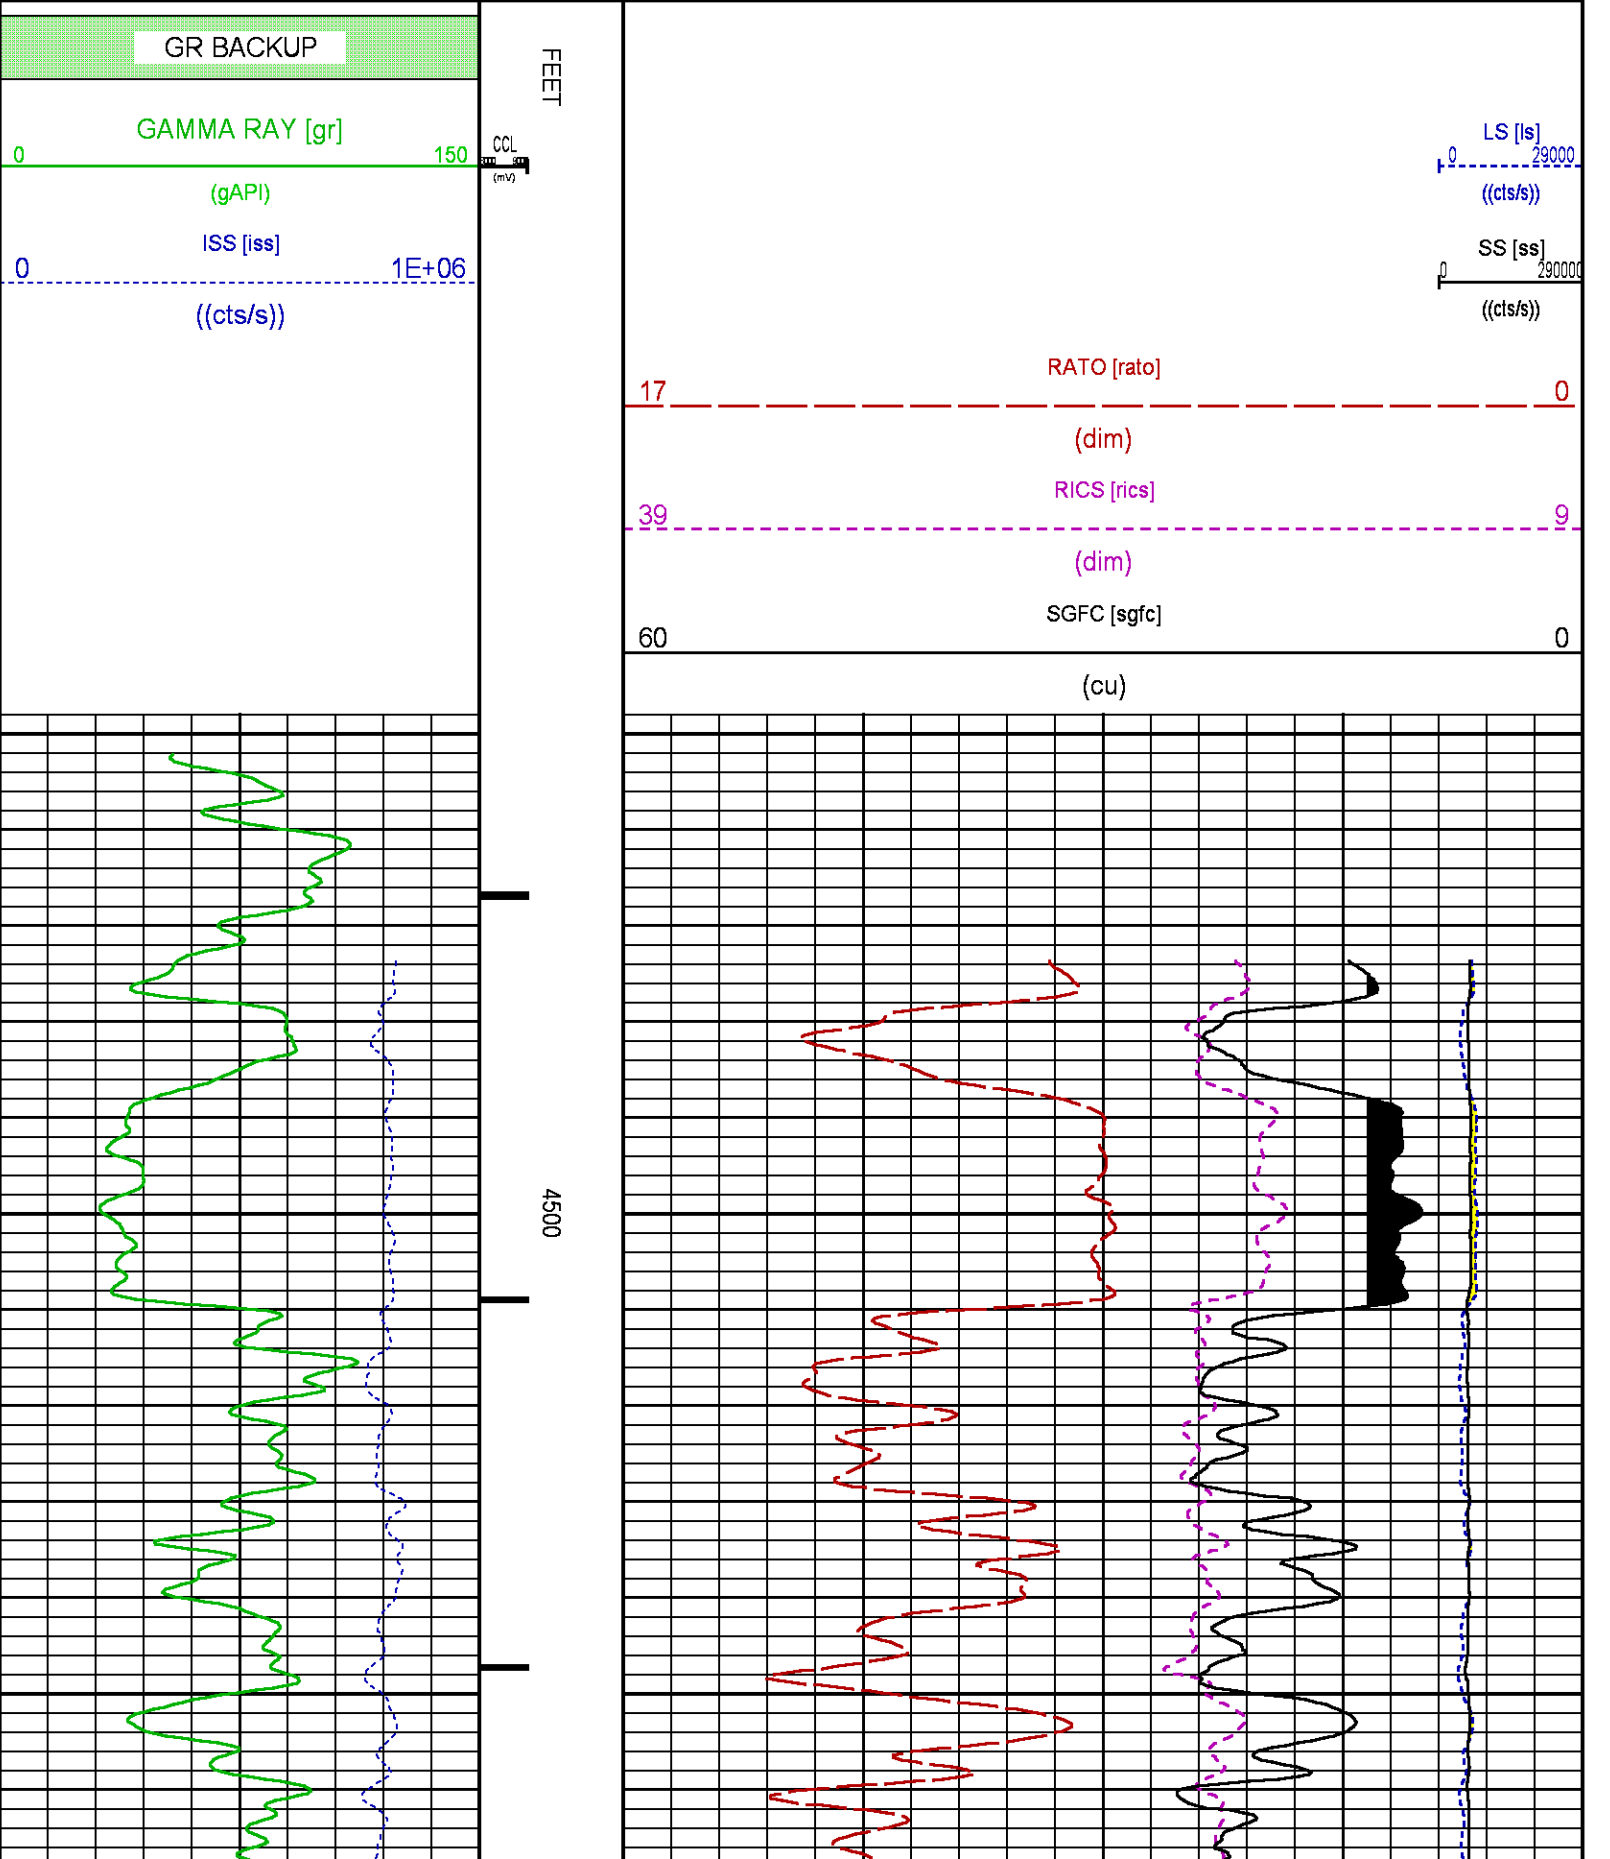 GR BACKUP
GAMMA RAY [gr]
0 150
(gAPI)
ISS [iss]
0 1E+06
((cts/s))
FEET
CCL
(mV)
LS [ls]
0 29000
((cts/s))
SS [ss]
0 290000
((cts/s))
RATO [rato]
17 0
(dim)
RICS [rics]
39 9
(dim)
SGFC [sgfc]
60 0
(cu)
4500